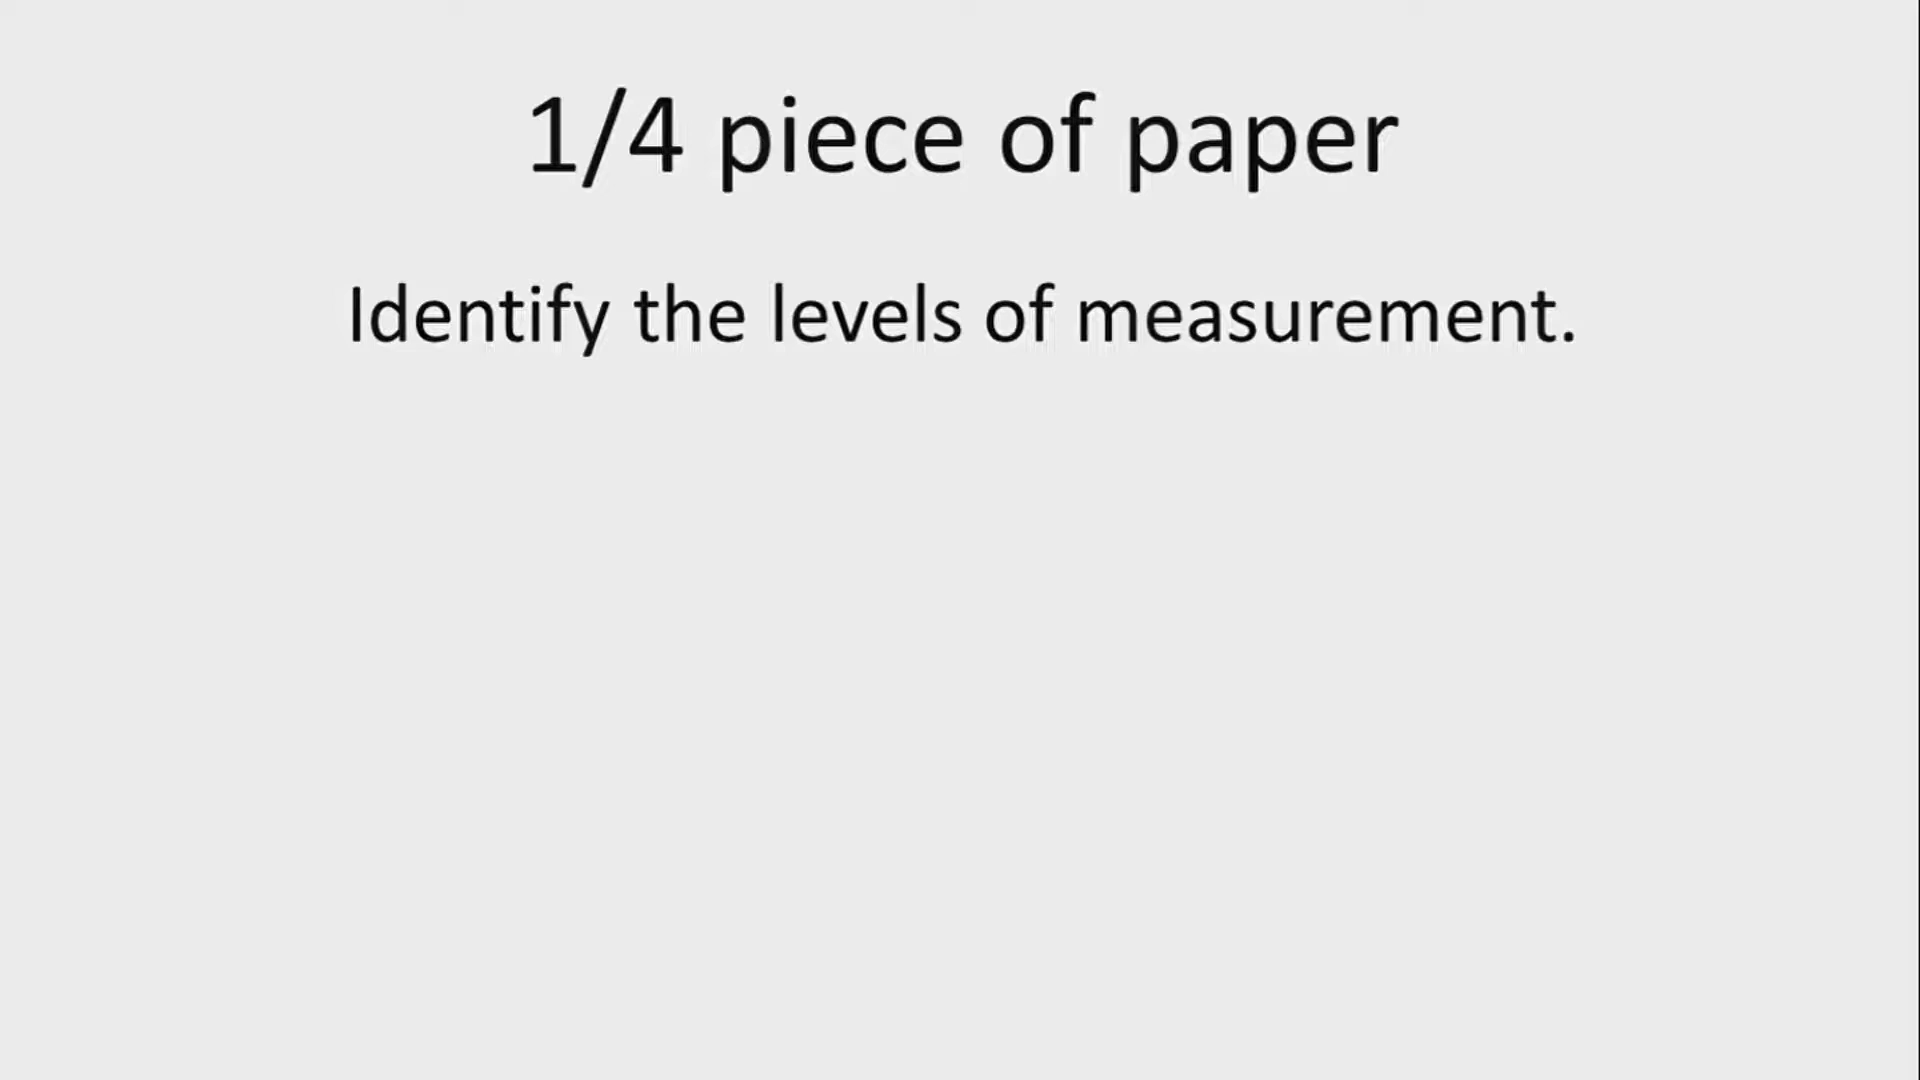 1/4 piece of paper
Identify the levels of measurement.